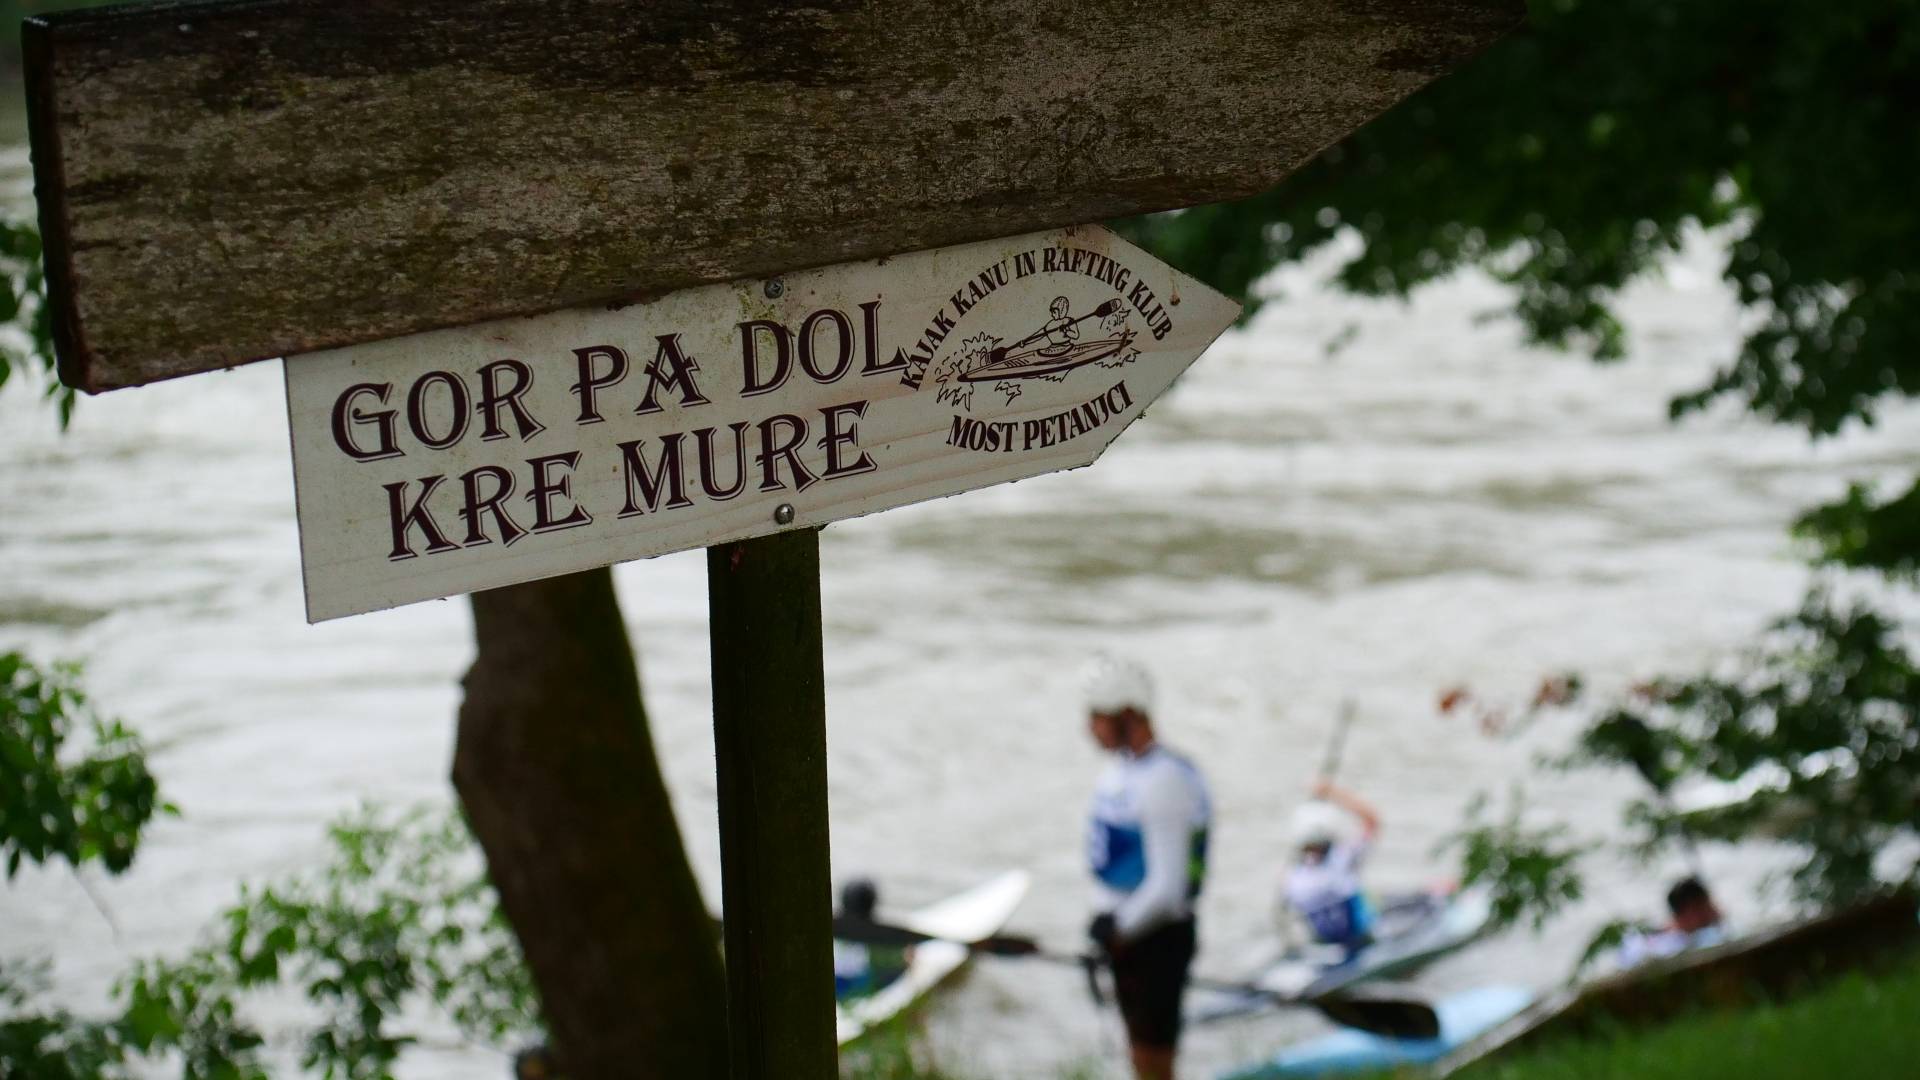 GOR PA DOL
KRE MURE
KAJAK KANU IN RAFTING KLUB
MOST PETANJCI